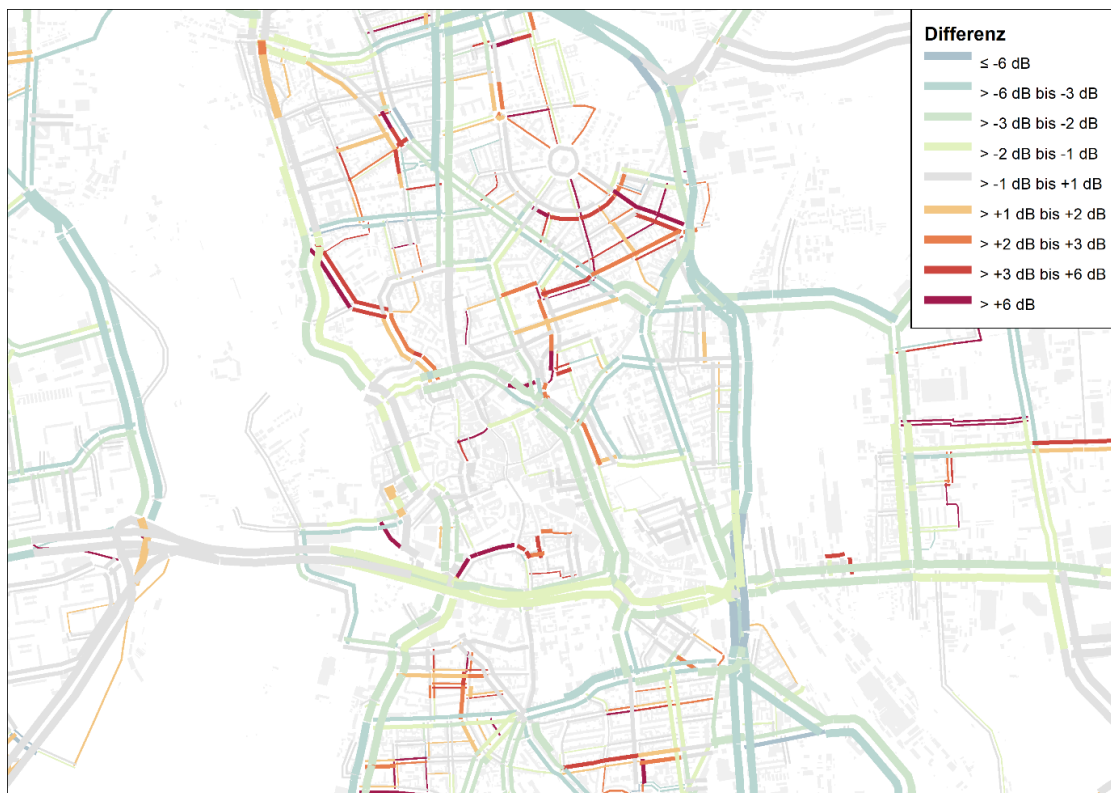 Differenz
≤ -6 dB
> -6 dB bis -3 dB
> -3 dB bis -2 dB
> -2 dB bis -1 dB
> -1 dB bis +1 dB
> +1 dB bis +2 dB
> +2 dB bis +3 dB
> +3 dB bis +6 dB
> +6 dB